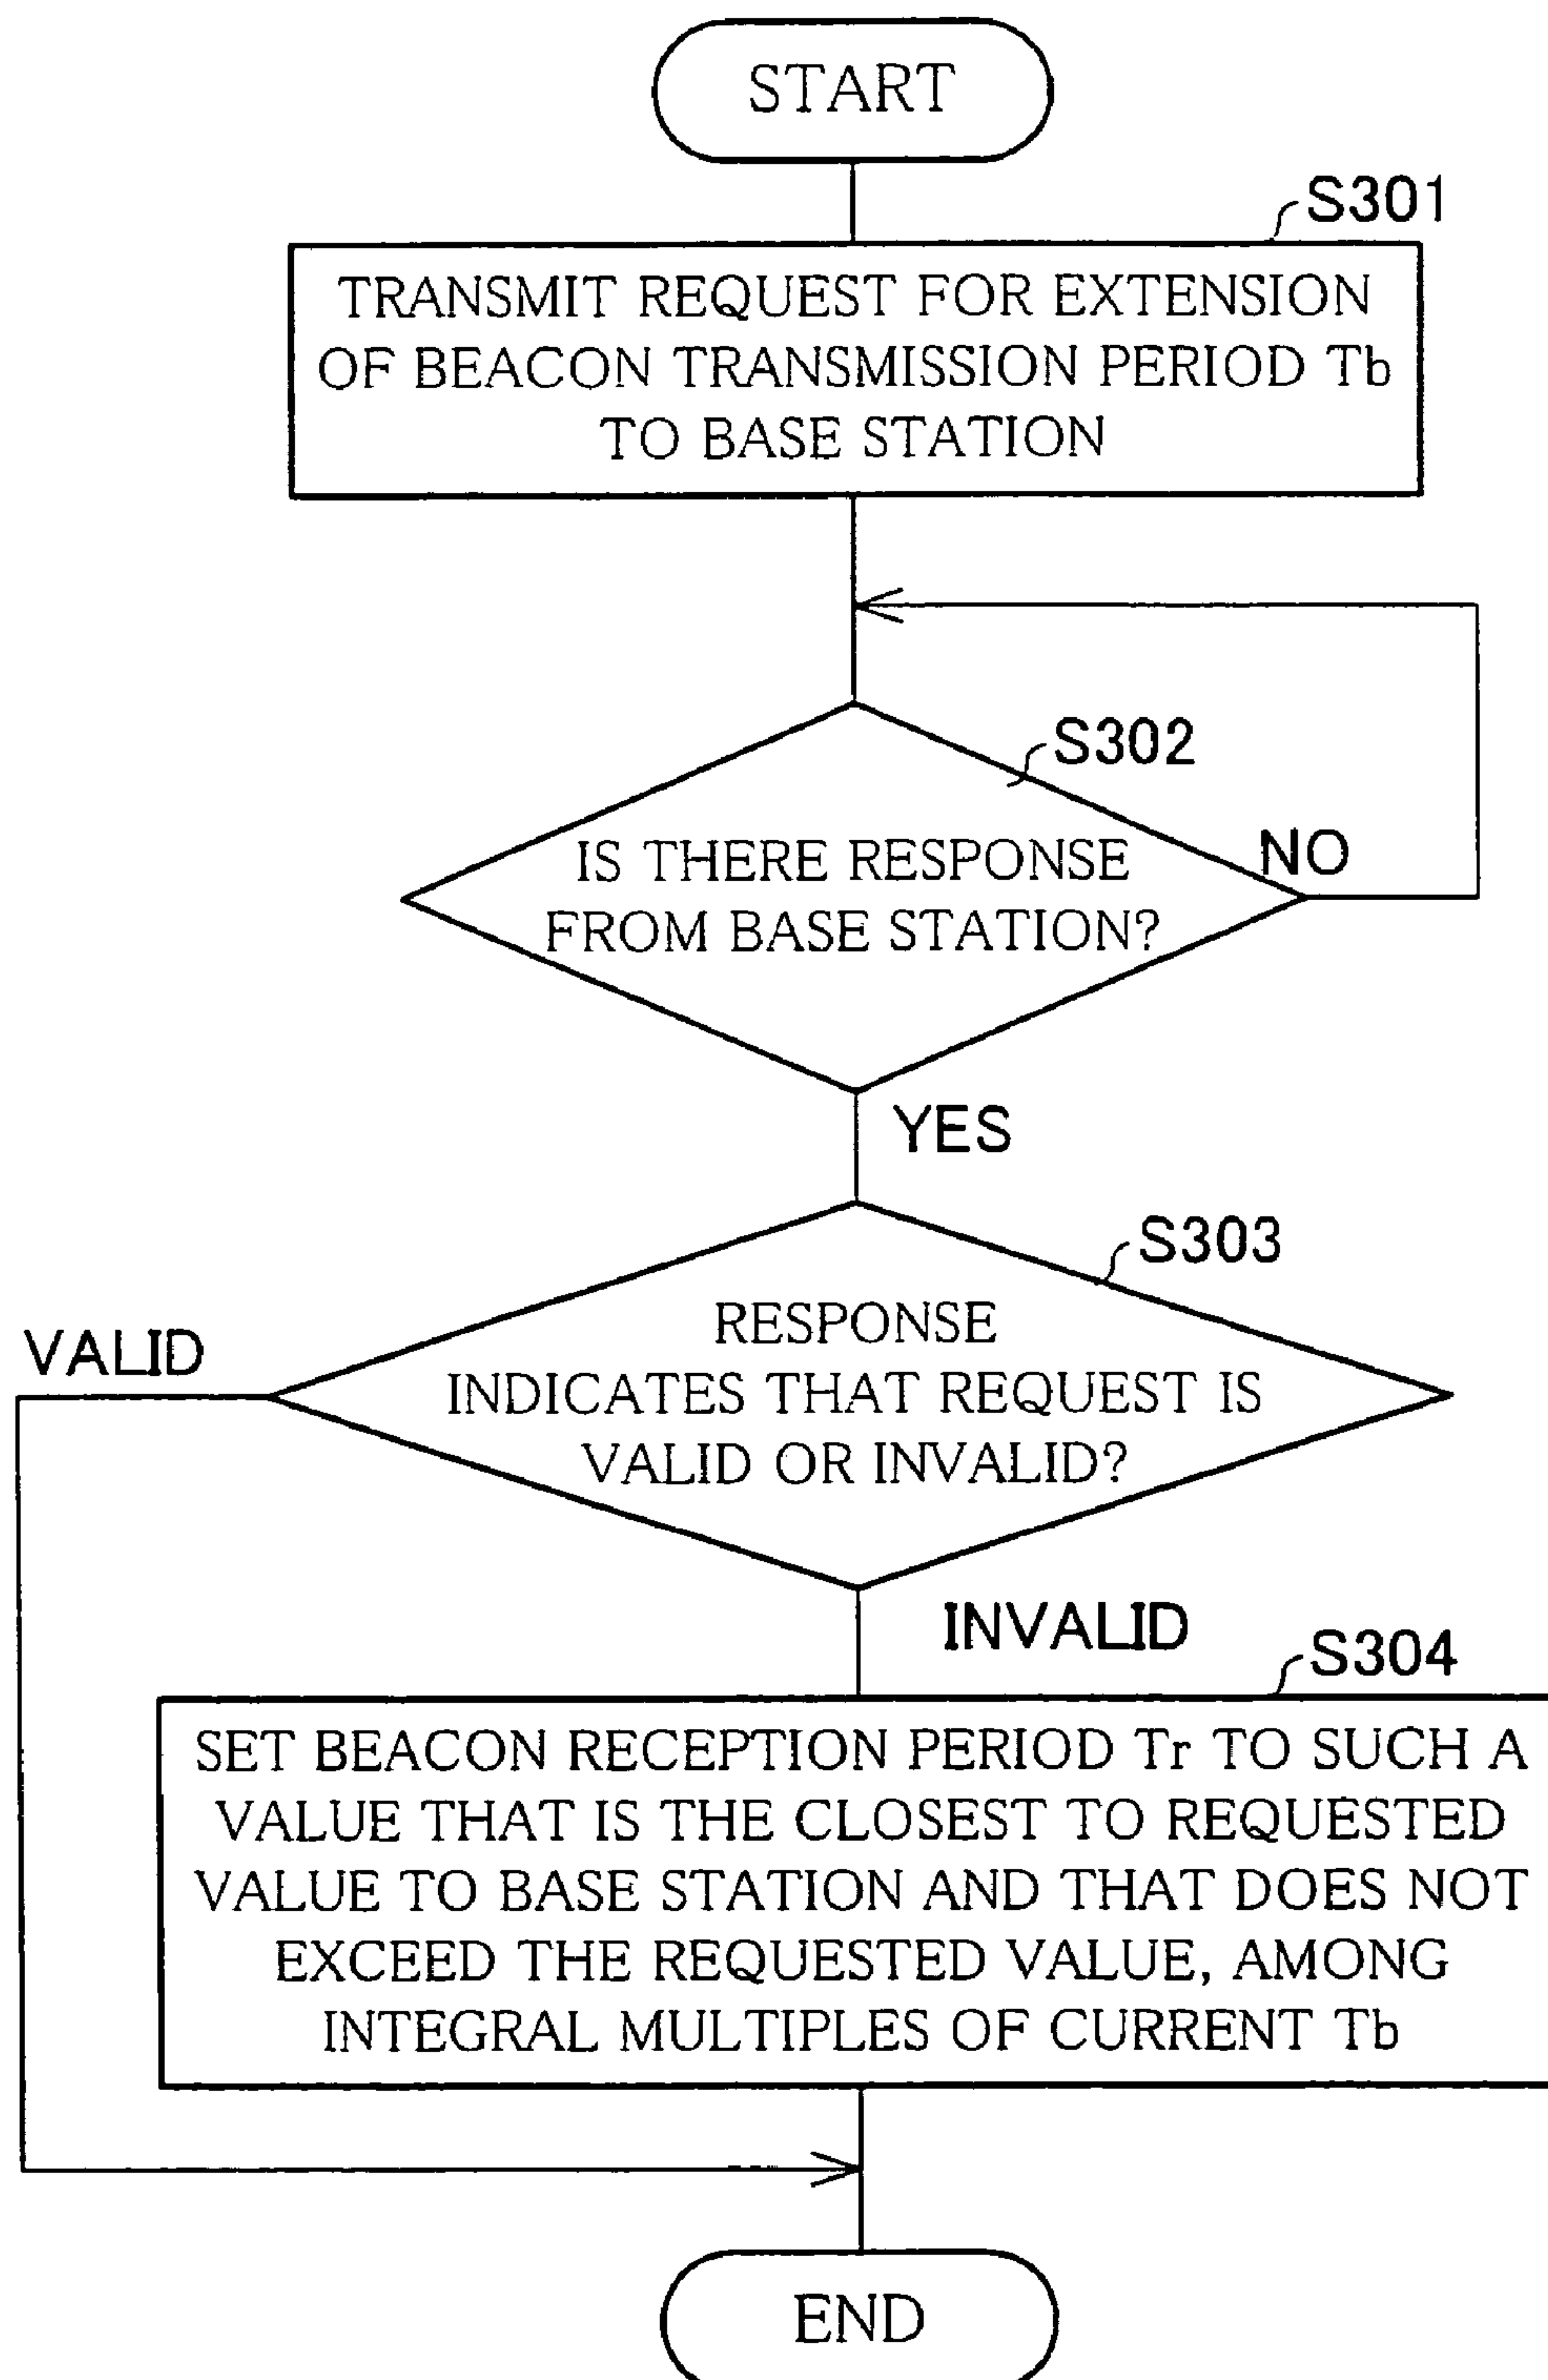 START
S301
TRANSMIT REQUEST FOR EXTENSION
OF BEACON TRANSMISSION PERIOD Tb
TO BASE STATION
S302
IS THERE RESPONSE
FROM BASE STATION?
NO
YES
S303
RESPONSE
INDICATES THAT REQUEST IS
VALID OR INVALID?
VALID
INVALID
S304
SET BEACON RECEPTION PERIOD Tr TO SUCH A
VALUE THAT IS THE CLOSEST TO REQUESTED
VALUE TO BASE STATION AND THAT DOES NOT
EXCEED THE REQUESTED VALUE, AMONG
INTEGRAL MULTIPLES OF CURRENT Tb
END